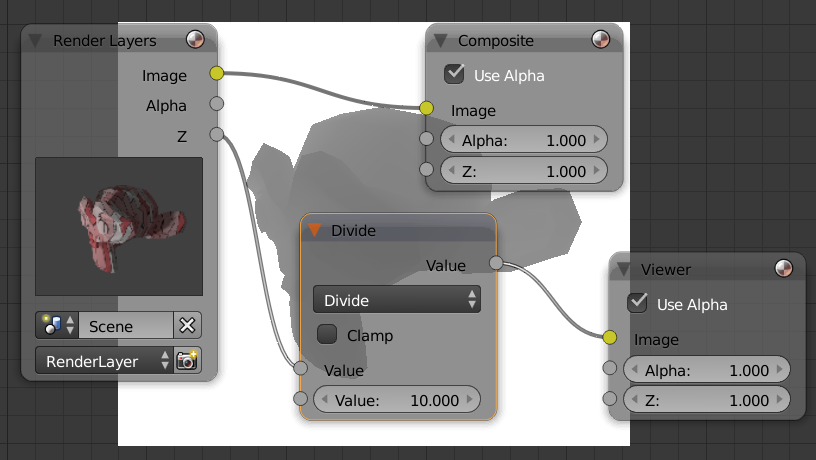 Render Layers
Image
Alpha
Z
Scene
RenderLayer
Composite
Use Alpha
Image
Alpha: 1.000
Z: 1.000
Divide
Value
Divide
Clamp
Value
Value: 10.000
Viewer
Use Alpha
Image
Alpha: 1.000
Z: 1.000